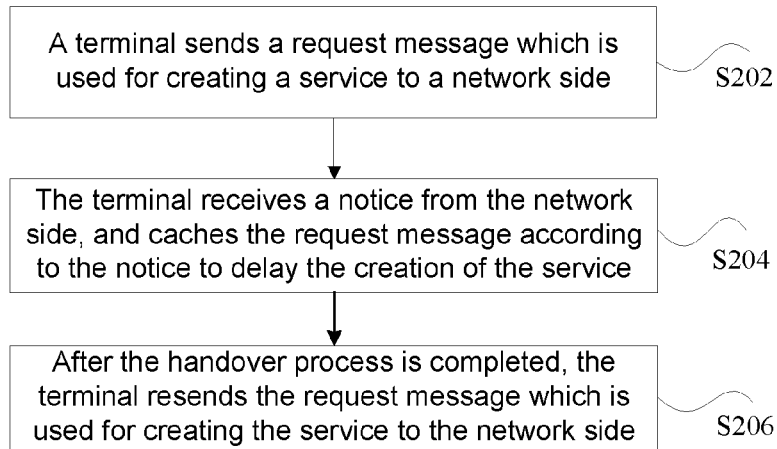 A terminal sends a request message which is
used for creating a service to a network side
S202
The terminal receives a notice from the network
side, and caches the request message according
to the notice to delay the creation of the service
S204
After the handover process is completed, the
terminal resends the request message which is
used for creating the service to the network side
S206